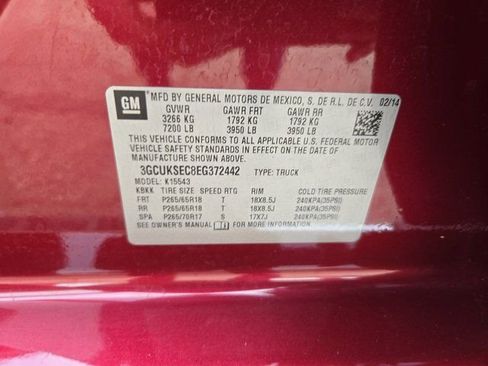 GM
MFD BY GENERAL MOTORS DE MEXICO, S. DE R.L. DE C.V. 02/14
GVWR GAWR FRT GAWR RR
3266 KG 1792 KG 1792 KG
7200 LB 3950 LB 3950 LB
THIS VEHICLE CONFORMS TO ALL APPLICABLE U.S. FEDERAL MOTOR
VEHICLE SAFETY STANDARDS IN EFFECT ON THE DATE OF
MANUFACTURE SHOWN ABOVE.
3GCUKSEC8EG372442 TYPE: TRUCK
MODEL: K15543
KBKK TIRE SIZE SPEED RTG RIM COLD TIRE PRESSURE
FRT P265/65R18 T 18X8.5J 240KPA(35PSI)
RR P265/65R18 T 18X8.5J 240KPA(35PSI)
SPA P265/70R17 S 17X7J 240KPA(35PSI)
SEE OWNER'S MANUAL FOR ADDITIONAL INFORMATION.